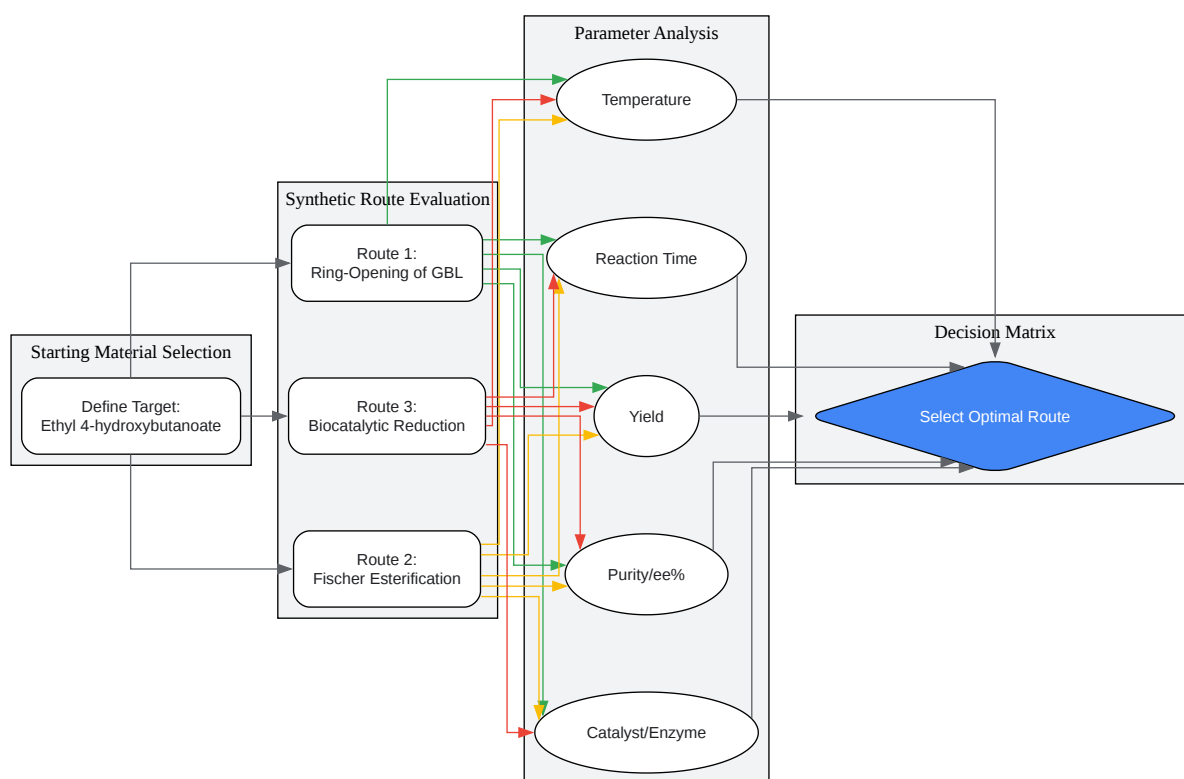 Starting Material Selection
Define Target:
Ethyl 4-hydroxybutanoate
Synthetic Route Evaluation
Route 1:
Ring-Opening of GBL
Route 3:
Biocatalytic Reduction
Route 2:
Fischer Esterification
Parameter Analysis
Temperature
Reaction Time
Yield
Purity/ee%
Catalyst/Enzyme
Decision Matrix
Select Optimal Route